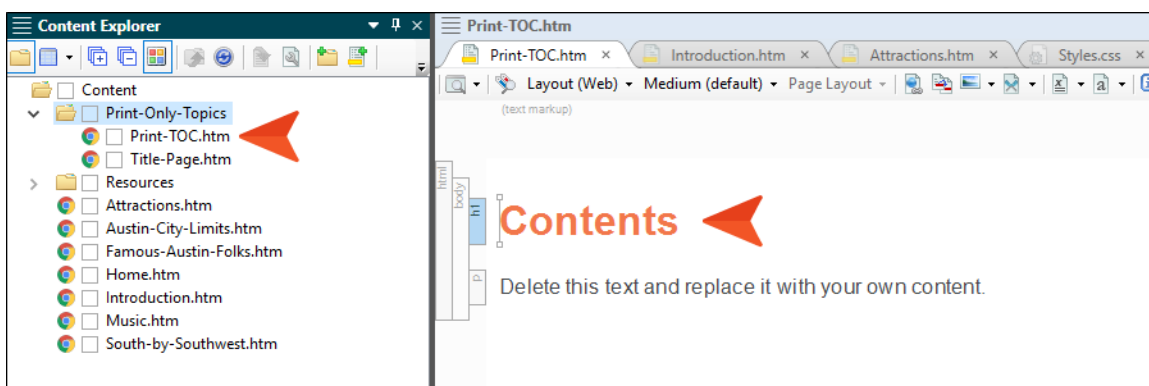 Content Explorer
Content
Print-Only-Topics
Print-TOC.htm
Title-Page.htm
Resources
Attractions.htm
Austin-City-Limits.htm
Famous-Austin-Folks.htm
Home.htm
Introduction.htm
Music.htm
South-by-Southwest.htm
Print-TOC.htm
Print-TOC.htm Introduction.htm Attractions.htm Styles.css
Layout (Web) Medium (default) Page Layout
(text markup)
html
body
h1
Contents
p
Delete this text and replace it with your own content.